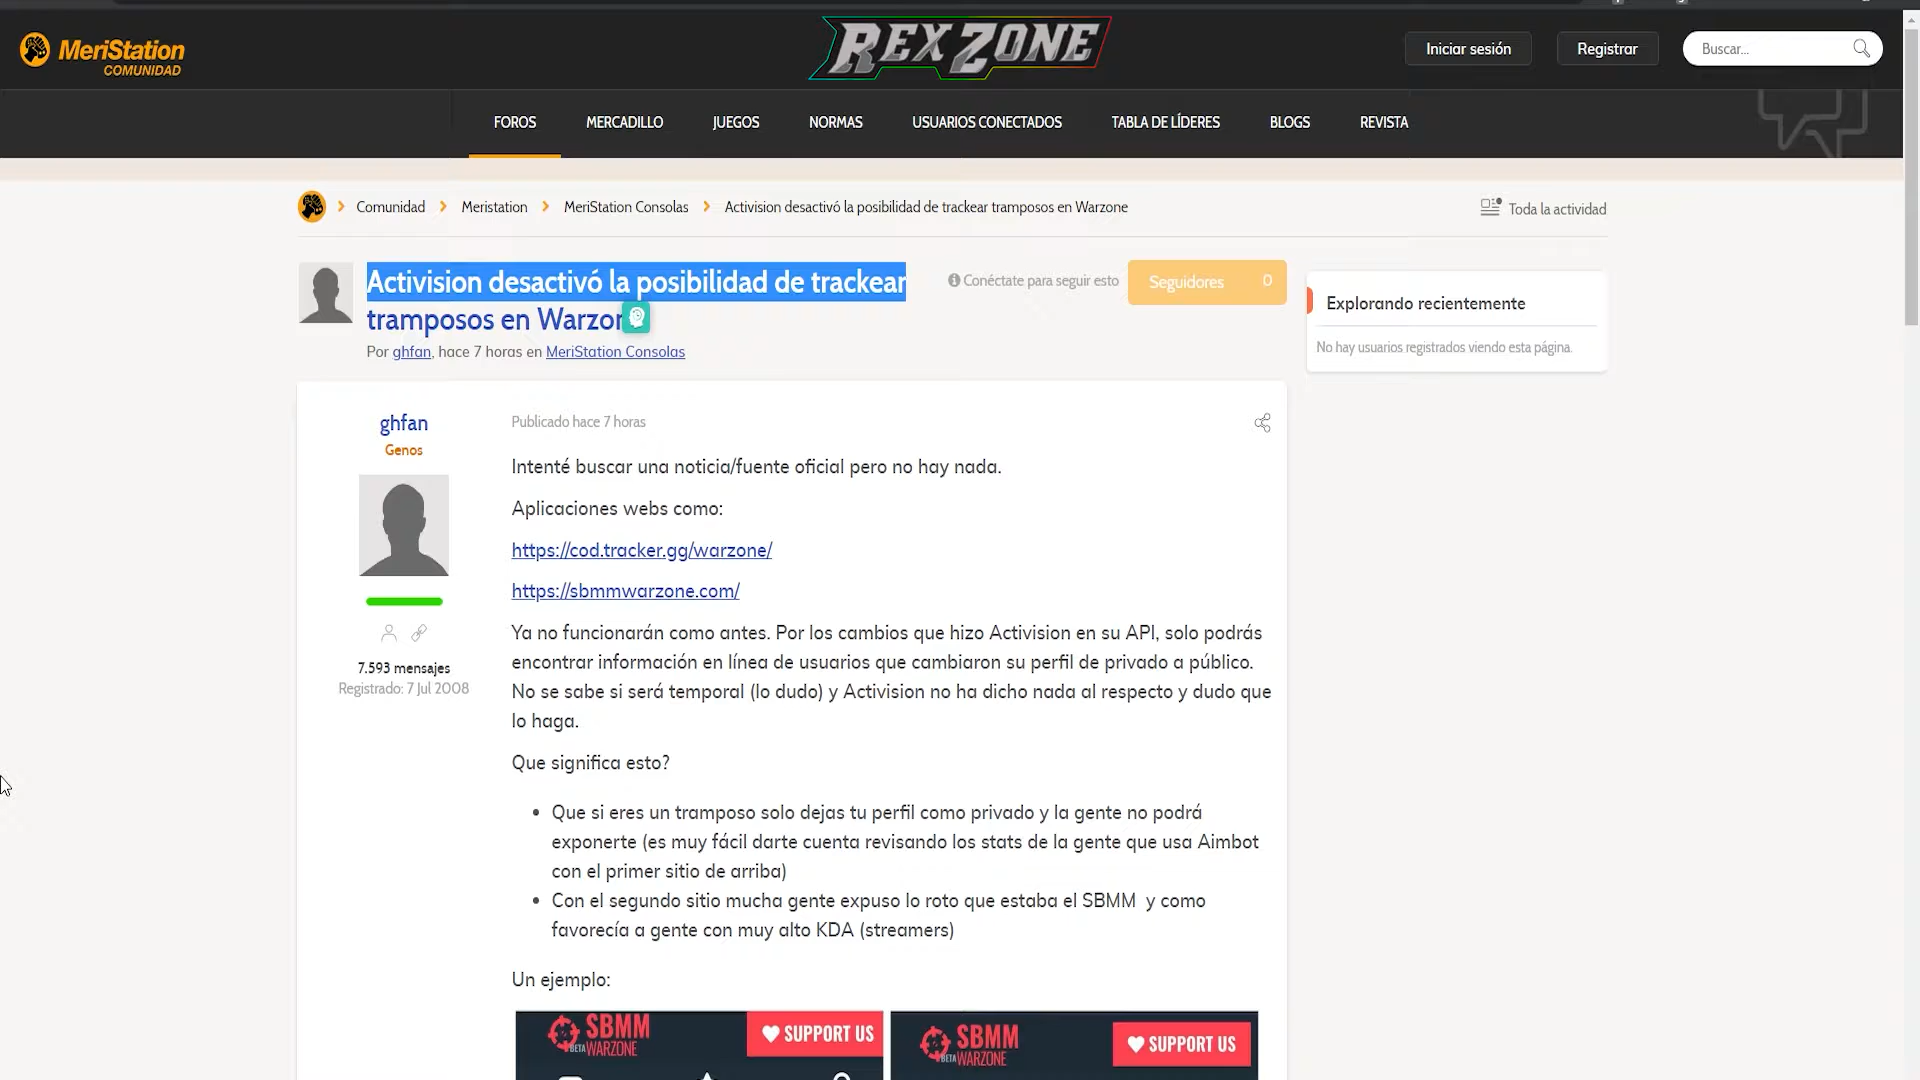 MeriStation
COMUNIDAD
REX ZONE
Iniciar sesión
Registrar
Buscar...
FOROS
MERCADILLO
JUEGOS
NORMAS
USUARIOS CONECTADOS
TABLA DE LÍDERES
BLOGS
REVISTA
Comunidad
Meristation
MeriStation Consolas
Activision desactivó la posibilidad de trackear tramposos en Warzone
Toda la actividad
Activision desactivó la posibilidad de trackear
tramposos en Warzon
Por ghfan, hace 7 horas en MeriStation Consolas
Conéctate para seguir esto
Seguidores 0
Explorando recientemente
No hay usuarios registrados viendo esta página.
ghfan
Genos
7.593 mensajes
Registrado: 7 Jul 2008
Publicado hace 7 horas
Intenté buscar una noticia/fuente oficial pero no hay nada.
Aplicaciones webs como:
https://cod.tracker.gg/warzone/
https://sbmmwarzone.com/
Ya no funcionarán como antes. Por los cambios que hizo Activision en su API, solo podrás
encontrar información en línea de usuarios que cambiaron su perfil de privado a público.
No se sabe si será temporal (lo dudo) y Activision no ha dicho nada al respecto y dudo que
lo haga.
Que significa esto?
• Que si eres un tramposo solo dejas tu perfil como privado y la gente no podrá
exponerte (es muy fácil darte cuenta revisando los stats de la gente que usa Aimbot
con el primer sitio de arriba)
• Con el segundo sitio mucha gente expuso lo roto que estaba el SBMM y como
favorecía a gente con muy alto KDA (streamers)
Un ejemplo:
SBMM
BETA WARZONE
SUPPORT US
SBMM
BETA WARZONE
SUPPORT US